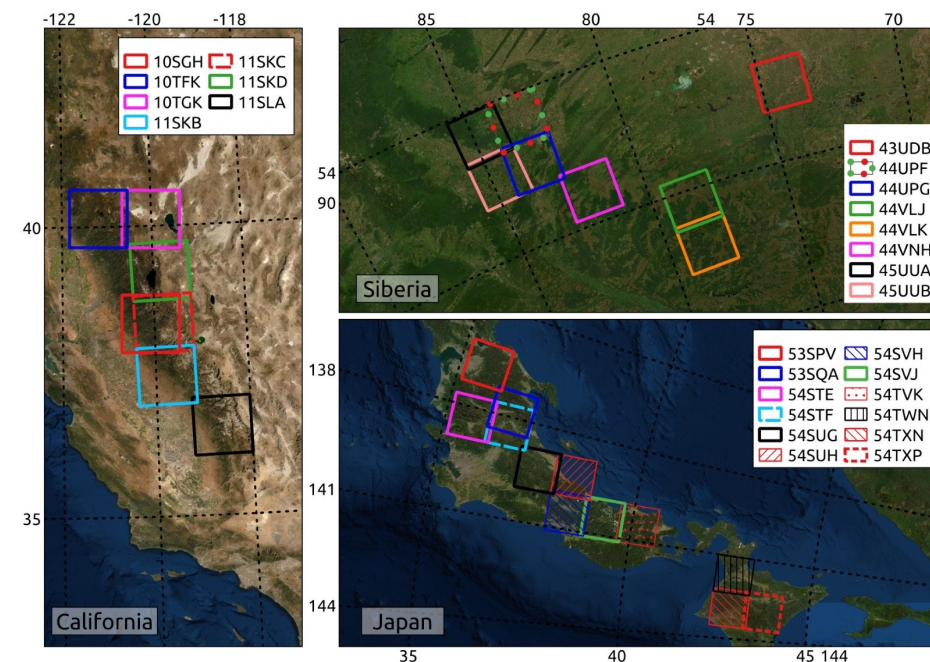 -122 -120 -118
85 80 54 75 70
10SGH 11SKC
10TFK 11SKD
10TGK 11SLA
11SKB
40
35
California
43UDB
44UPF
44UPG
44VLJ
44VLK
44VNH
45UUA
45UUB
54
90
Siberia
53SPV 54SVH
53SQA 54SVJ
54STE 54TVK
54STF 54TWN
54SUG 54TXN
54SUH 54TXP
138
141
144
Japan
35 40 45 144